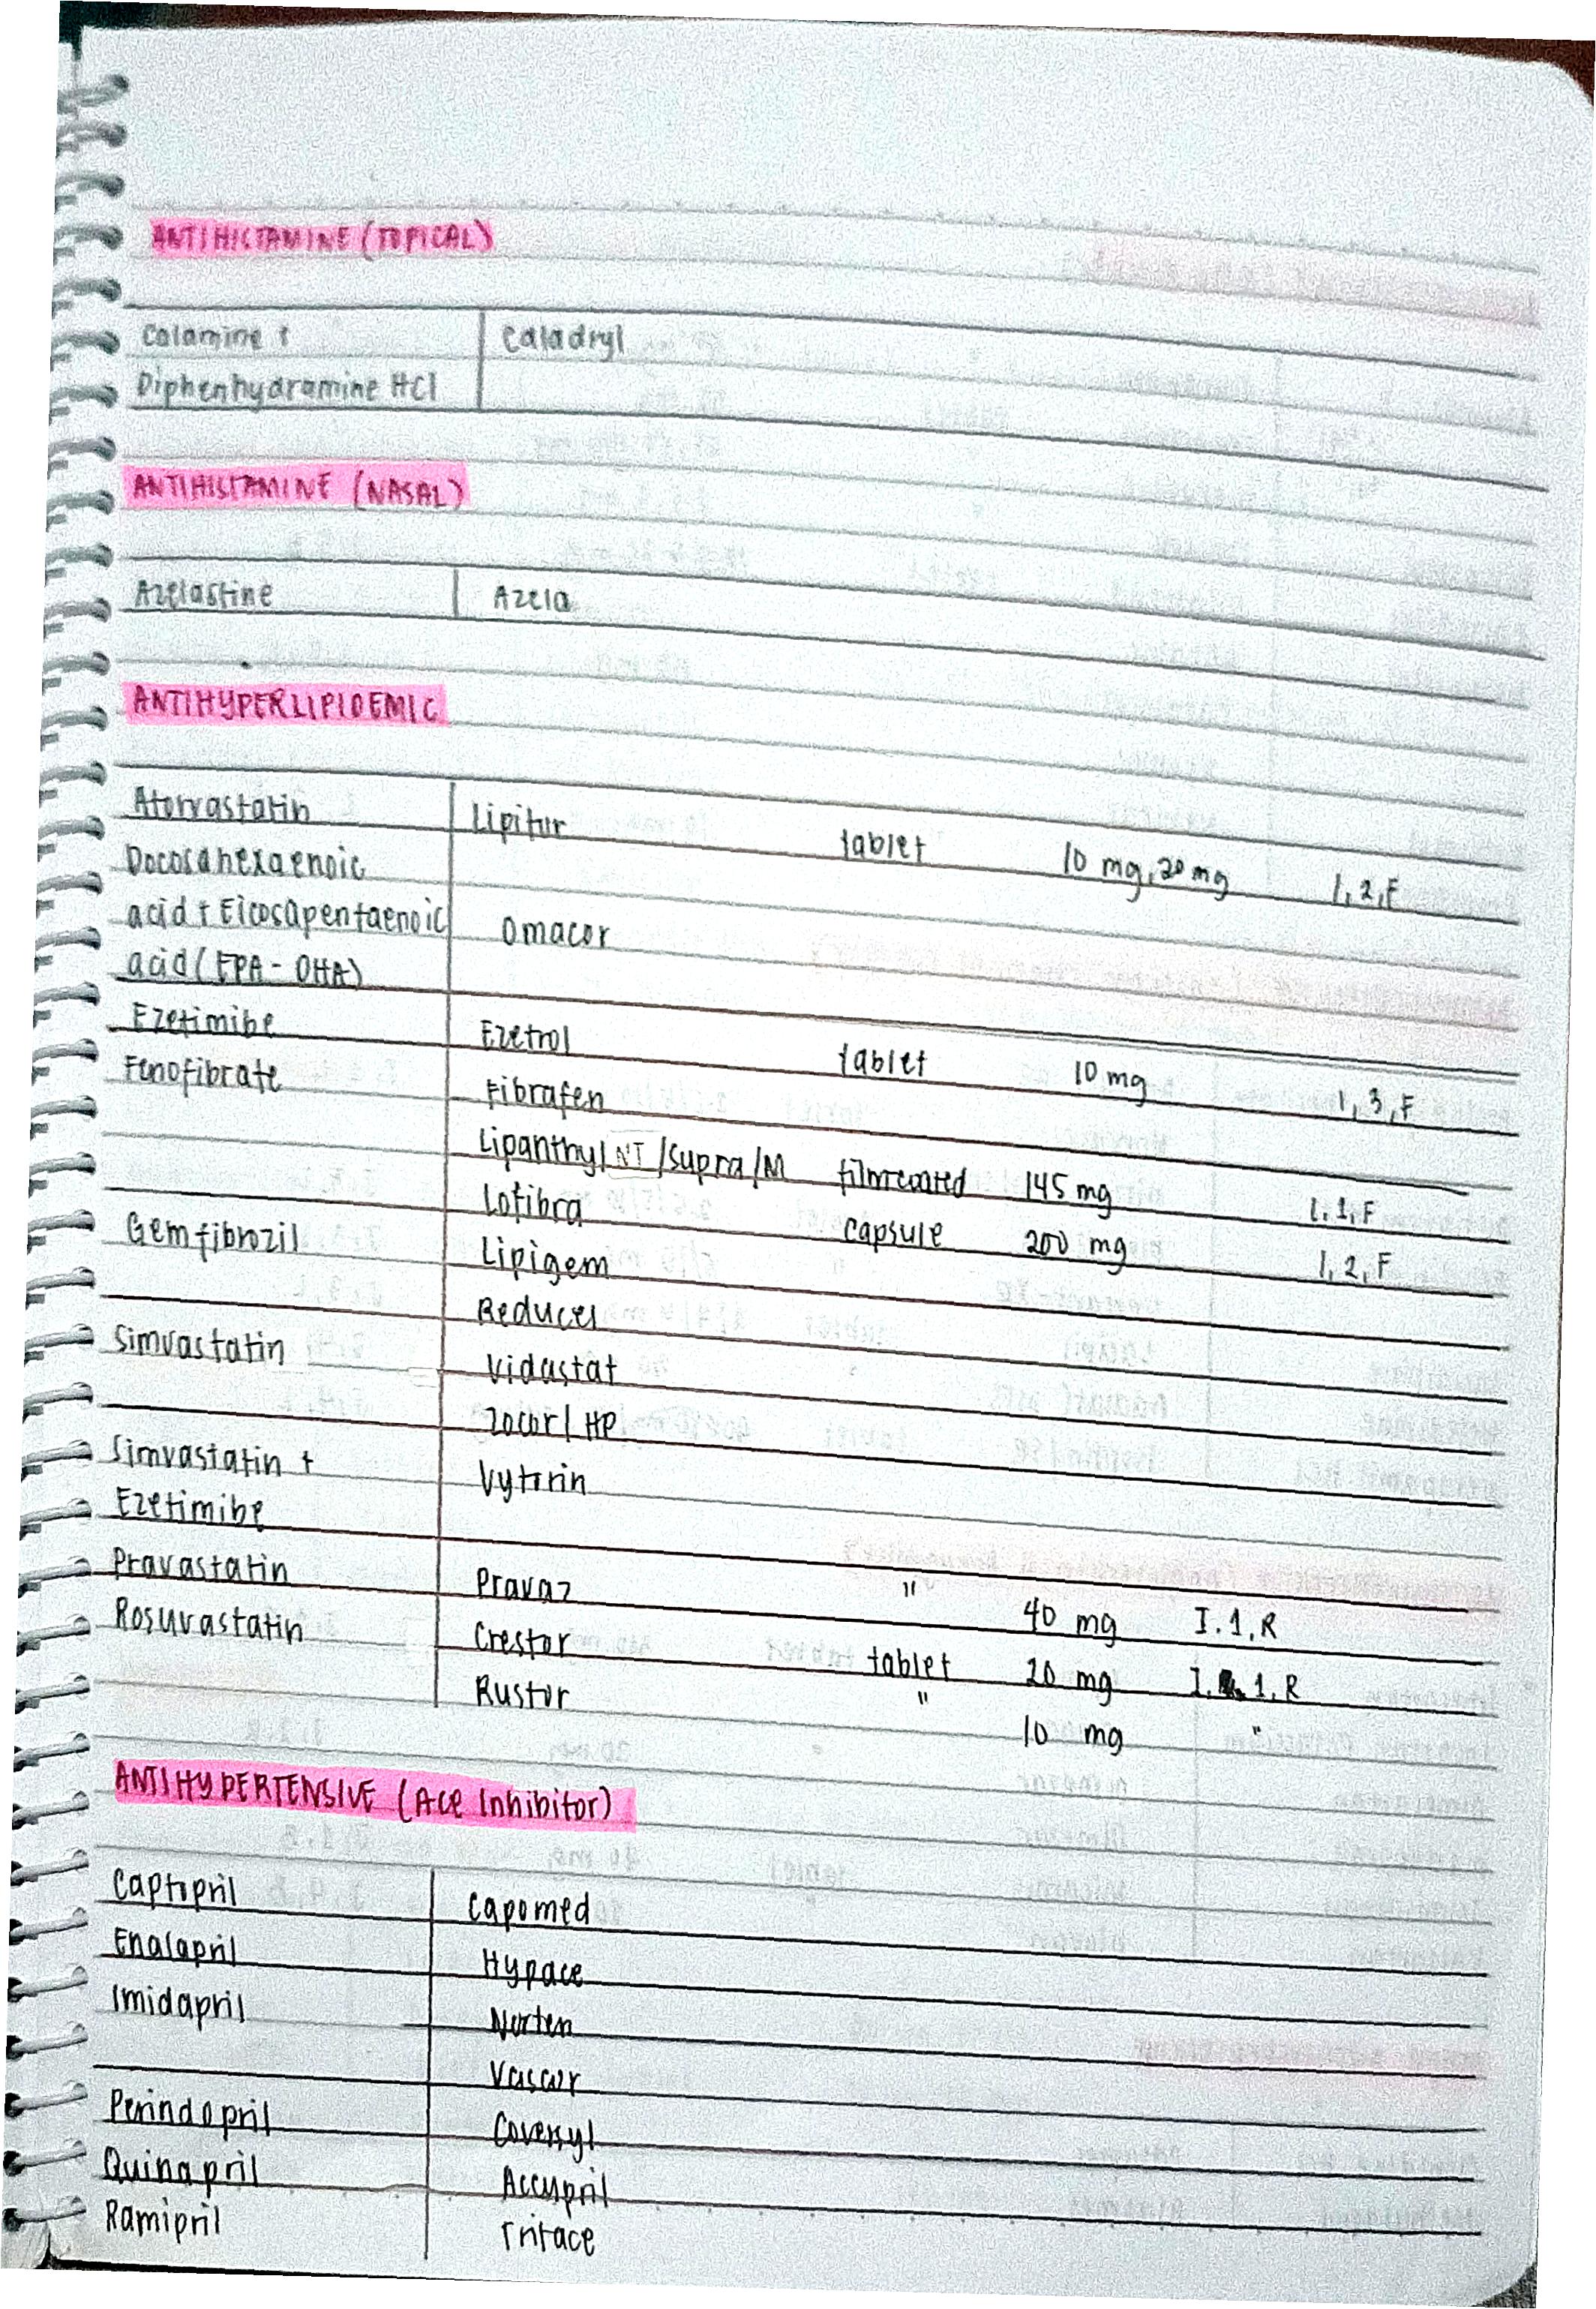 ANTIHISTAMINE (TOPICAL)
Calamine + Caladryl
Diphenhydramine HCl
ANTIHISTAMINE (NASAL)
Azelastine Azela
ANTIHYPERLIPIDEMIC
Atorvastatin Lipitor tablet 10 mg, 20 mg 1, 2, F
Docosahexaenoic
acid + Eicosapentaenoic Omacor
acid (EPA - DHA)
Ezetimibe Ezetrol tablet 10 mg 1, 3, F
Fenofibrate Fibrafen
Lipanthyl NT /Supra/M filmcoated 145 mg 1, 1, F
Lofibra capsule 200 mg 1, 2, F
Gemfibrozil Lipigem
Reducel
Simvastatin Vidastat
Zocor / HP
Simvastatin + Vytorin
Ezetimibe
Pravastatin Pravaz " 40 mg I. 1, R
Rosuvastatin Crestor tablet 20 mg I. 1, R
Rustor " 10 mg "
ANTIHYPERTENSIVE (Ace Inhibitor)
Captopril Capomed
Enalapril Hypace
Imidapril Norten
Vascor
Perindopril Coversyl
Quinapril Accupril
Ramipril Tritace